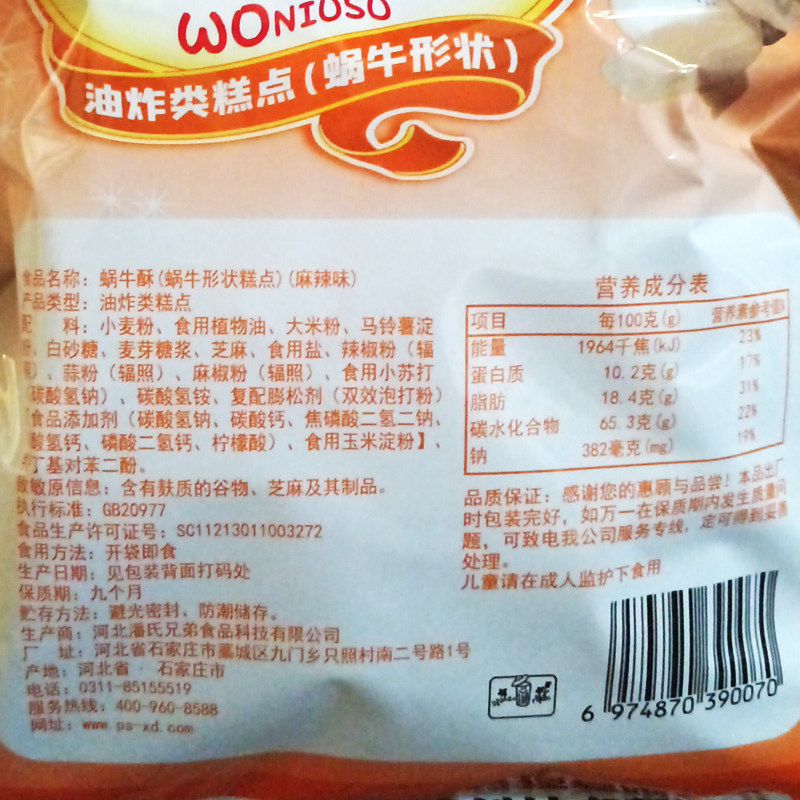 WONIUSU
油炸类糕点(蜗牛形状)
食品名称：蜗牛酥(蜗牛形状糕点)(麻辣味)
产品类型：油炸类糕点
配 料：小麦粉、食用植物油、大米粉、马铃薯淀
粉、白砂糖、麦芽糖浆、芝麻、食用盐、辣椒粉（辐
照）、蒜粉（辐照）、麻椒粉（辐照）、食用小苏打
（碳酸氢钠）、碳酸氢铵、复配膨松剂（双效泡打粉）
【食品添加剂（碳酸氢钠、碳酸钙、焦磷酸二氢二钠、
酸氢钙、磷酸二氢钙、柠檬酸）、食用玉米淀粉】、
丁基对苯二酚。
致敏原信息：含有麸质的谷物、芝麻及其制品。
执行标准：GB20977
食品生产许可证号：SC11213011003272
食用方法：开袋即食
生产日期：见包装背面打码处
保质期：九个月
贮存方法：避光密封、防潮储存。
生产商：河北潘氏兄弟食品科技有限公司
厂 址：河北省石家庄市藁城区九门乡只照村南二号路1号
产地：河北省 石家庄市
电话：0311-85155519
服务热线：400-960-8588
网址：www.ps-xd.com
营养成分表
项目 每100克(g) 营养素参考值%
能量 1964千焦(kJ) 23%
蛋白质 10.2克(g) 17%
脂肪 18.4克(g) 31%
碳水化合物 65.3克(g) 22%
钠 382毫克(mg) 19%
品质保证：感谢您的惠顾与品尝！本品出厂
时包装完好，如万一在保质期内发生质量问
题，可致电我公司服务专线，定可得到妥善
处理。
儿童请在成人监护下食用
6 974870 390070